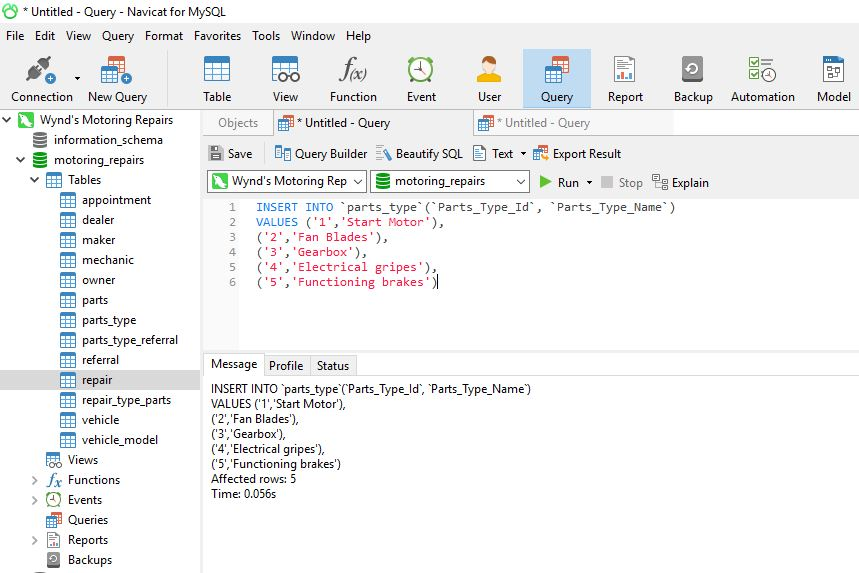 * Untitled - Query - Navicat for MySQL
File Edit View Query Format Favorites Tools Window Help
Connection New Query Table View Function Event User Query Report Backup Automation Model
f(x)
Wynd's Motoring Repairs
information_schema
motoring_repairs
Tables
appointment
dealer
maker
mechanic
owner
parts
parts_type
parts_type_referral
referral
repair
repair_type_parts
vehicle
vehicle_model
Views
fx Functions
Events
Queries
Reports
Backups
Objects * Untitled - Query * Untitled - Query
Save Query Builder Beautify SQL Text Export Result
Wynd's Motoring Rep motoring_repairs Run Stop Explain
1 INSERT INTO `parts_type`(`Parts_Type_Id`, `Parts_Type_Name`)
2 VALUES ('1','Start Motor'),
3 ('2','Fan Blades'),
4 ('3','Gearbox'),
5 ('4','Electrical gripes'),
6 ('5','Functioning brakes')
Message Profile Status
INSERT INTO `parts_type`(`Parts_Type_Id`, `Parts_Type_Name`)
VALUES ('1','Start Motor'),
('2','Fan Blades'),
('3','Gearbox'),
('4','Electrical gripes'),
('5','Functioning brakes')
Affected rows: 5
Time: 0.056s